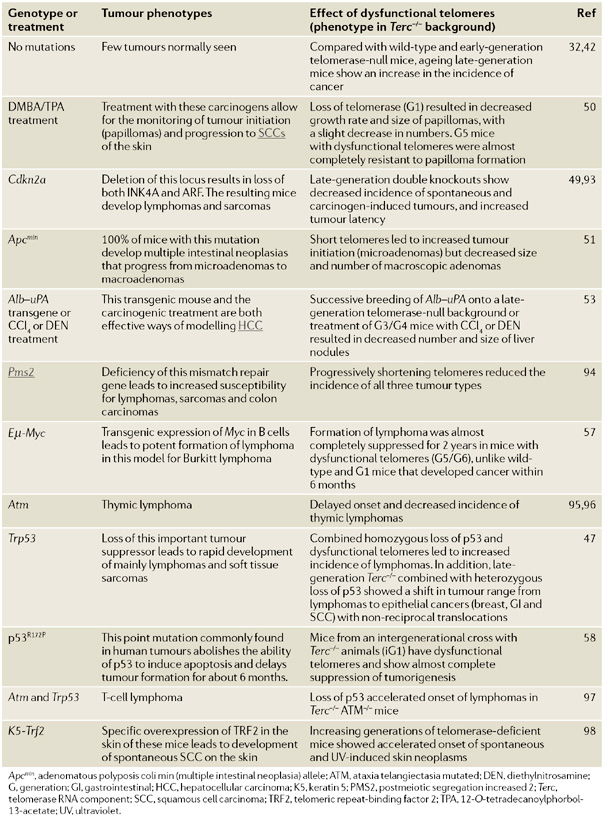 Genotype or treatment	Tumour phenotypes	Effect of dysfunctional telomeres (phenotype in Terc–/– background)	Ref
No mutations	Few tumours normally seen	Compared with wild-type and early-generation
telomerase-null mice, ageing late-generation
mice show an increase in the incidence of
cancer	32,42
DMBA/TPA
treatment	Treatment with these carcinogens allow
for the monitoring of tumour initiation
(papillomas) and progression to SCCs
of the skin	Loss of telomerase (G1) resulted in decreased
growth rate and size of papillomas, with
a slight decrease in numbers. G5 mice
with dysfunctional telomeres were almost
completely resistant to papilloma formation	50
Cdkn2a	Deletion of this locus results in loss of
both INK4A and ARF. The resulting mice
develop lymphomas and sarcomas	Late-generation double knockouts show
decreased incidence of spontaneous and
carcinogen-induced tumours, and increased
tumour latency	49,93
Apcmin	100% of mice with this mutation
develop multiple intestinal neoplasias
that progress from microadenomas to
macroadenomas	Short telomeres led to increased tumour
initiation (microadenomas) but decreased size
and number of macroscopic adenomas	51
Alb–uPA
transgene or
CCl4 or DEN
treatment	This transgenic mouse and the
carcinogenic treatment are both
effective ways of modelling HCC	Successive breeding of Alb–uPA onto a late-
generation telomerase-null background or
treatment of G3/G4 mice with CCl4 or DEN
resulted in decreased number and size of liver
nodules	53
Pms2	Deficiency of this mismatch repair
gene leads to increased susceptibility
for lymphomas, sarcomas and colon
carcinomas	Progressively shortening telomeres reduced the
incidence of all three tumour types	94
Eμ-Myc	Transgenic expression of Myc in B cells
leads to potent formation of lymphoma
in this model for Burkitt lymphoma	Formation of lymphoma was almost
completely suppressed for 2 years in mice with
dysfunctional telomeres (G5/G6), unlike wild-
type and G1 mice that developed cancer within
6 months	57
Atm	Thymic lymphoma	Delayed onset and decreased incidence of
thymic lymphomas	95,96
Trp53	Loss of this important tumour
suppressor leads to rapid development
of mainly lymphomas and soft tissue
sarcomas	Combined homozygous loss of p53 and
dysfunctional telomeres led to increased
incidence of lymphomas. In addition, late-
generation Terc–/– combined with heterozygous
loss of p53 showed a shift in tumour range from
lymphomas to epithelial cancers (breast, GI and
SCC) with non-reciprocal translocations	47
p53R172P	This point mutation commonly found
in human tumours abolishes the ability
of p53 to induce apoptosis and delays
tumour formation for about 6 months.	Mice from an intergenerational cross with
Terc–/– animals (iG1) have dysfunctional
telomeres and show almost complete
suppression of tumorigenesis	58
Atm and Trp53	T-cell lymphoma	Loss of p53 accelerated onset of lymphomas in
Terc–/– ATM–/– mice	97
K5-Trf2	Specific overexpression of TRF2 in the
skin of these mice leads to development
of spontaneous SCC on the skin	Increasing generations of telomerase-deficient
mice showed accelerated onset of spontaneous
and UV-induced skin neoplasms	98
Apcmin, adenomatous polyposis coli min (multiple intestinal neoplasia) allele; ATM, ataxia telangiectasia mutated; DEN, diethylnitrosamine;
G, generation; GI, gastrointestinal; HCC, hepatocellular carcinoma; K5, keratin 5; PMS2, postmeiotic segregation increased 2; Terc,
telomerase RNA component; SCC, squamous cell carcinoma; TRF2, telomeric repeat-binding factor 2; TPA, 12-O-tetradecanoylphorbol-
13-acetate; UV, ultraviolet.